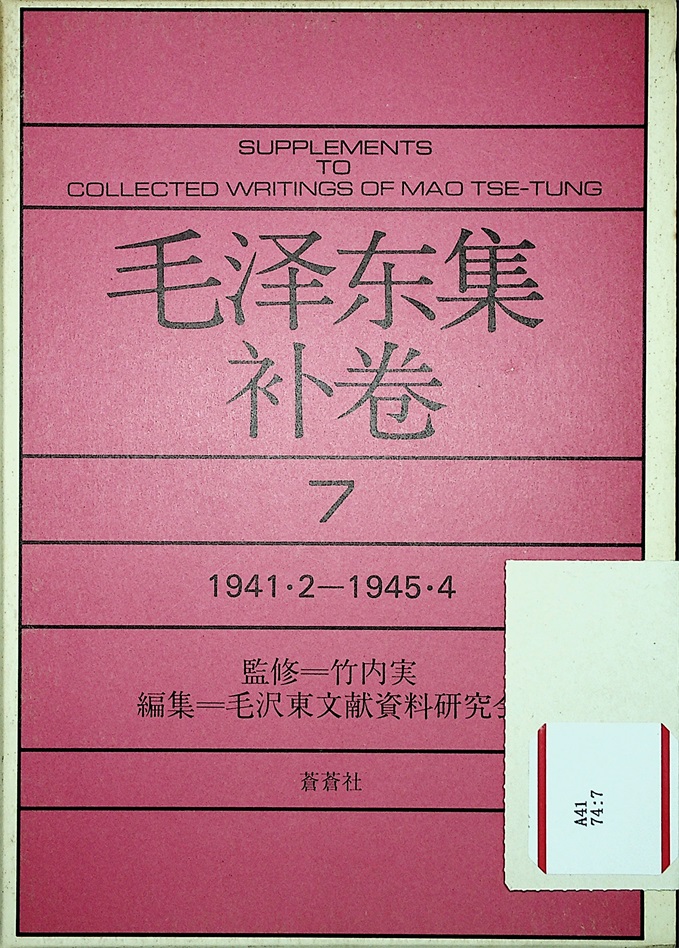 SUPPLEMENTS
TO
COLLECTED WRITINGS OF MAO TSE-TUNG
毛泽东集
补卷
7
1941·2—1945·4
監修＝竹内実
編集＝毛沢東文献資料研究会
蒼蒼社
A41
74:7